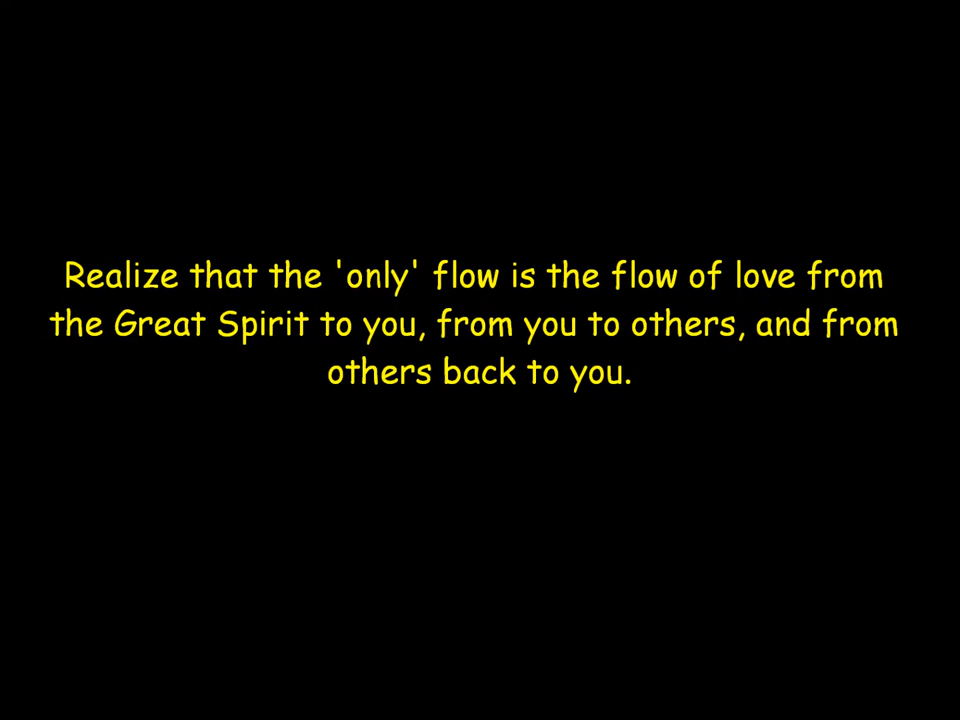 Realize that the 'only' flow is the flow of love from
the Great Spirit to you, from you to others, and from
others back to you.